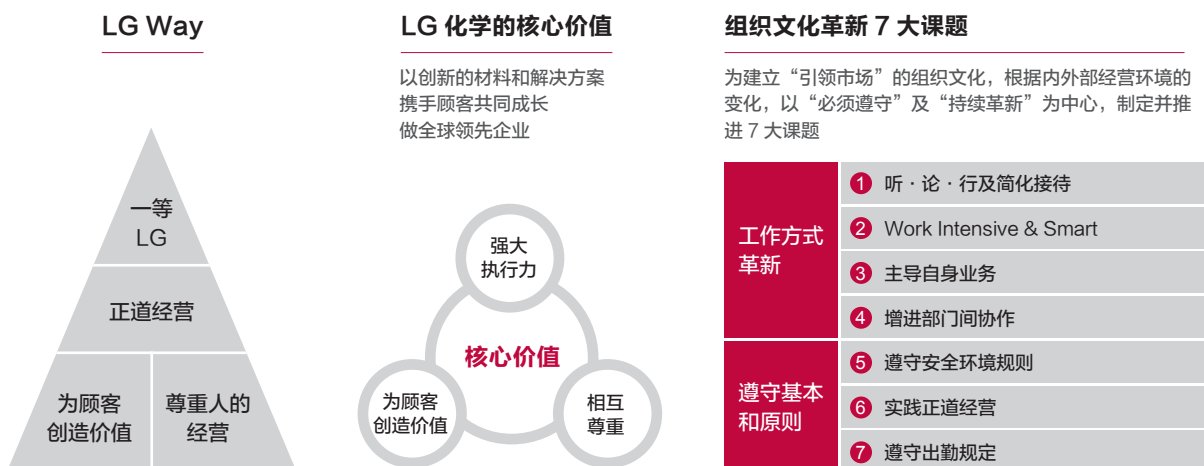 LG Way
一等
LG
正道经营
为顾客
创造价值
尊重人的
经营
LG 化学的核心价值
以创新的材料和解决方案
携手顾客共同成长
做全球领先企业
强大
执行力
核心价值
为顾客
创造价值
相互
尊重
组织文化革新 7 大课题
为建立“引领市场”的组织文化，根据内外部经营环境的
变化，以“必须遵守”及“持续革新”为中心，制定并推
进 7 大课题
工作方式
革新
1 听 · 论 · 行及简化接待
2 Work Intensive & Smart
3 主导自身业务
4 增进部门间协作
遵守基本
和原则
5 遵守安全环境规则
6 实践正道经营
7 遵守出勤规定